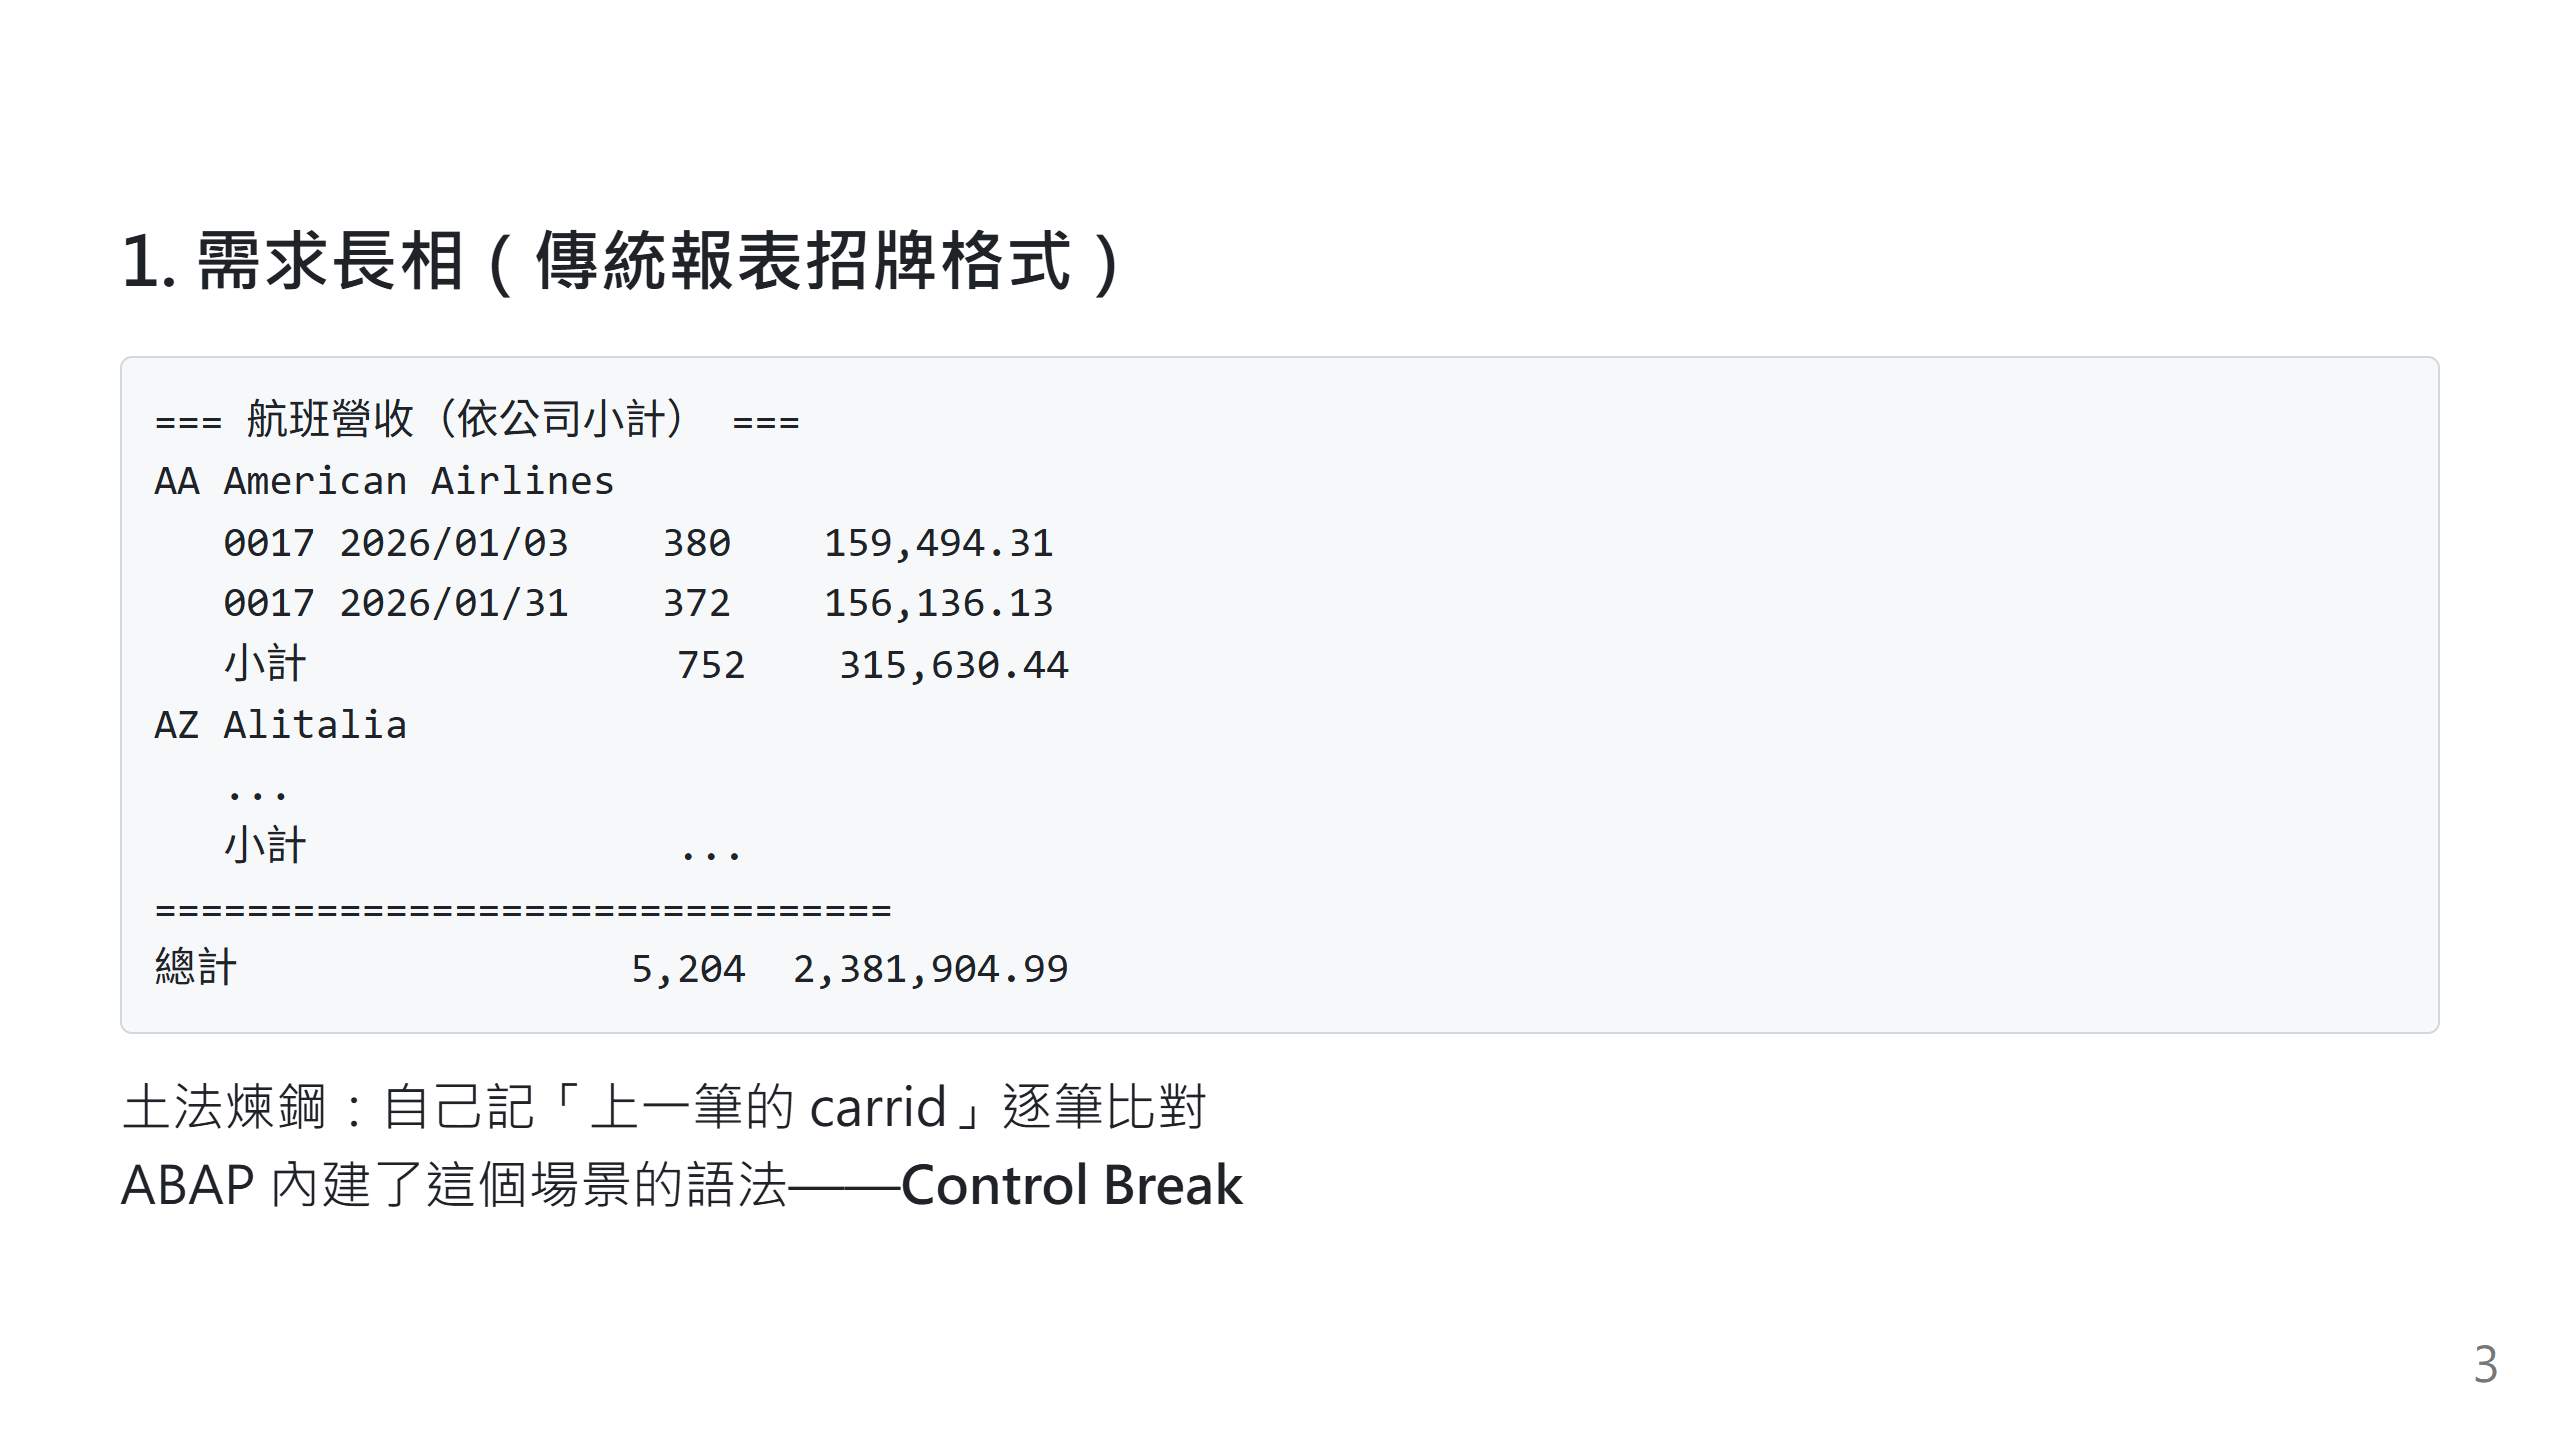 1. 需求長相（傳統報表招牌格式）
=== 航班營收（依公司小計） ===
AA American Airlines
   0017 2026/01/03    380    159,494.31
   0017 2026/01/31    372    156,136.13
   小計                752    315,630.44
AZ Alitalia
   ...
   小計                ...
================================
總計                 5,204  2,381,904.99
土法煉鋼：自己記「上一筆的 carrid」逐筆比對
ABAP 內建了這個場景的語法——Control Break
3